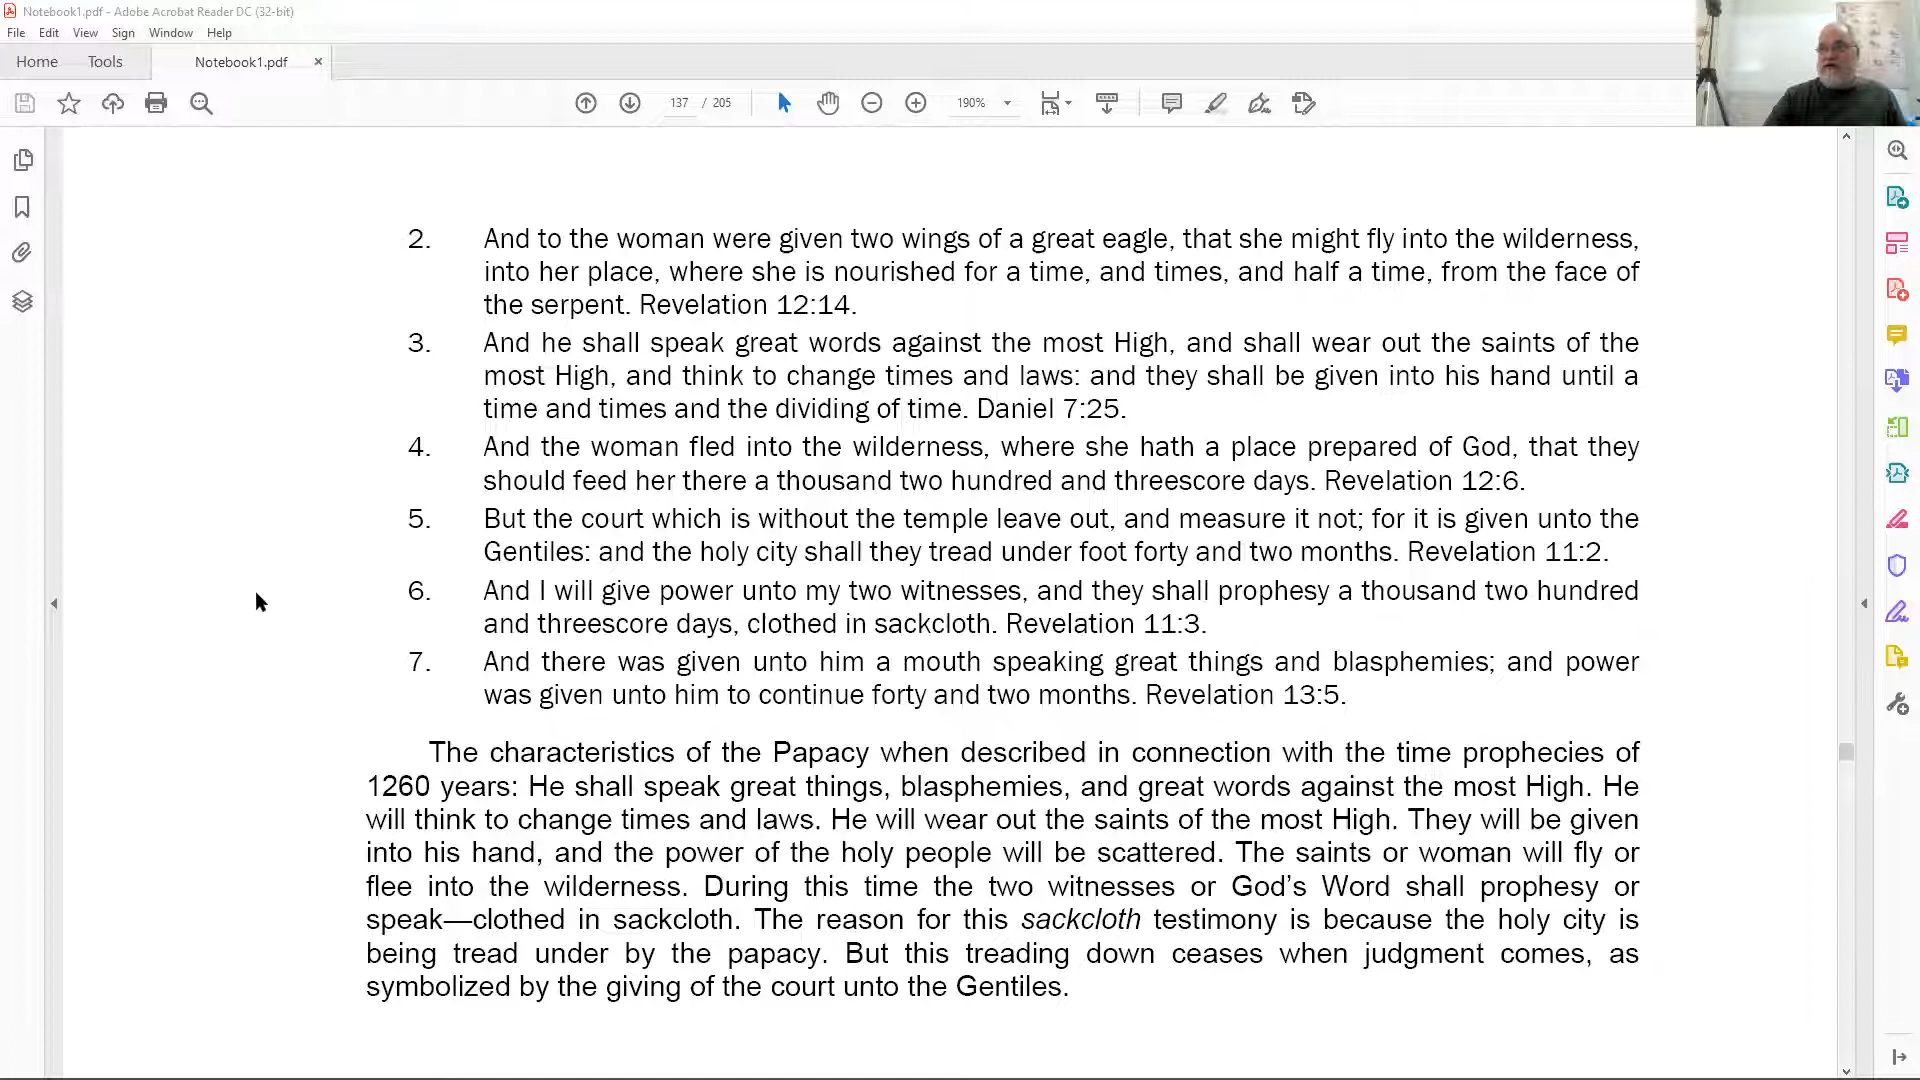 Notebook1.pdf - Adobe Acrobat Reader DC (32-bit)
File Edit View Sign Window Help
Home Tools Notebook1.pdf ×
137 / 205 190%
2. And to the woman were given two wings of a great eagle, that she might fly into the wilderness,
into her place, where she is nourished for a time, and times, and half a time, from the face of
the serpent. Revelation 12:14.
3. And he shall speak great words against the most High, and shall wear out the saints of the
most High, and think to change times and laws: and they shall be given into his hand until a
time and times and the dividing of time. Daniel 7:25.
4. And the woman fled into the wilderness, where she hath a place prepared of God, that they
should feed her there a thousand two hundred and threescore days. Revelation 12:6.
5. But the court which is without the temple leave out, and measure it not; for it is given unto the
Gentiles: and the holy city shall they tread under foot forty and two months. Revelation 11:2.
6. And I will give power unto my two witnesses, and they shall prophesy a thousand two hundred
and threescore days, clothed in sackcloth. Revelation 11:3.
7. And there was given unto him a mouth speaking great things and blasphemies; and power
was given unto him to continue forty and two months. Revelation 13:5.
The characteristics of the Papacy when described in connection with the time prophecies of
1260 years: He shall speak great things, blasphemies, and great words against the most High. He
will think to change times and laws. He will wear out the saints of the most High. They will be given
into his hand, and the power of the holy people will be scattered. The saints or woman will fly or
flee into the wilderness. During this time the two witnesses or God's Word shall prophesy or
speak—clothed in sackcloth. The reason for this sackcloth testimony is because the holy city is
being tread under by the papacy. But this treading down ceases when judgment comes, as
symbolized by the giving of the court unto the Gentiles.